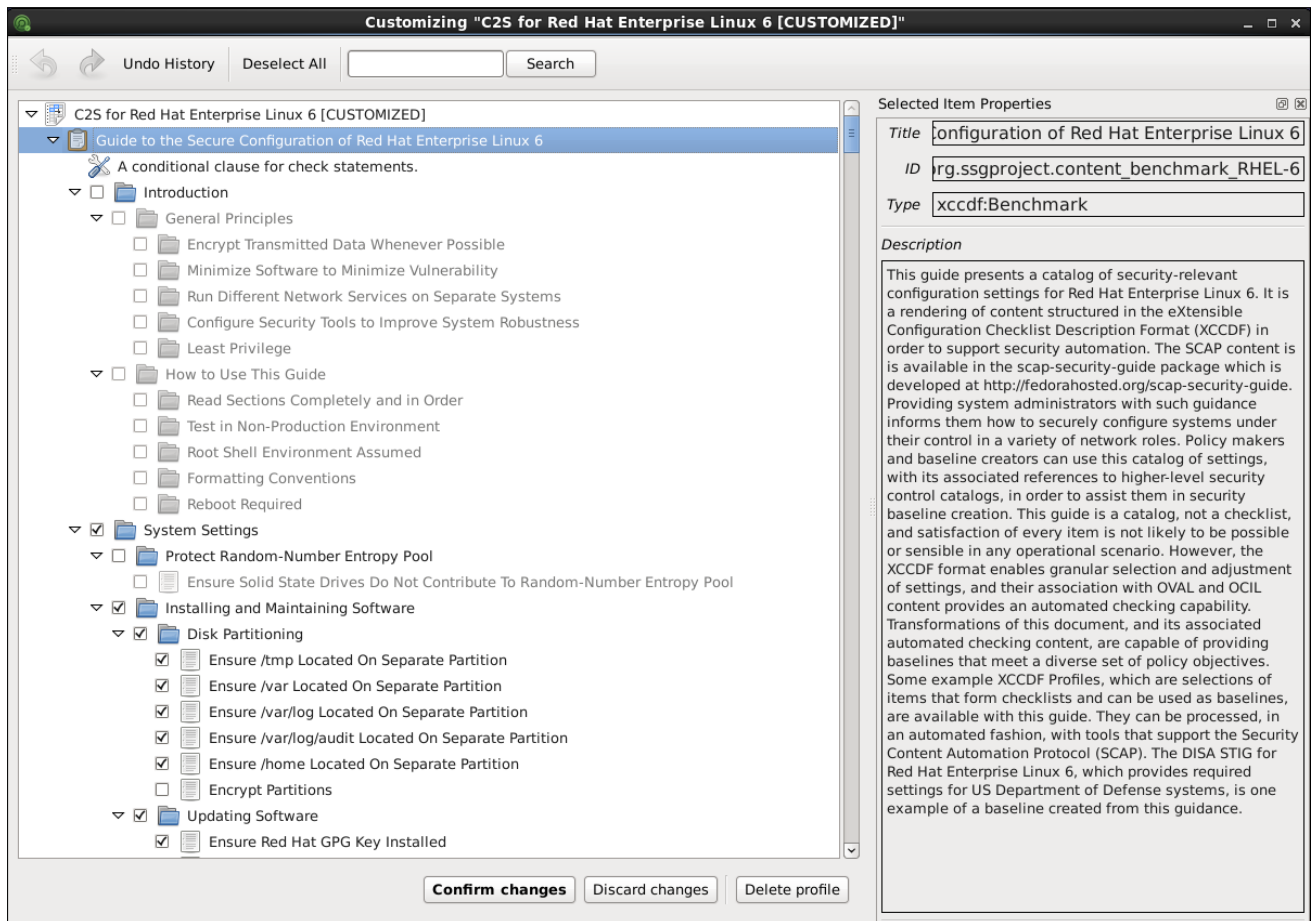 Customizing "C2S for Red Hat Enterprise Linux 6 [CUSTOMIZED]"
Undo History
Deselect All
Search
C2S for Red Hat Enterprise Linux 6 [CUSTOMIZED]
Guide to the Secure Configuration of Red Hat Enterprise Linux 6
A conditional clause for check statements.
Introduction
General Principles
Encrypt Transmitted Data Whenever Possible
Minimize Software to Minimize Vulnerability
Run Different Network Services on Separate Systems
Configure Security Tools to Improve System Robustness
Least Privilege
How to Use This Guide
Read Sections Completely and in Order
Test in Non-Production Environment
Root Shell Environment Assumed
Formatting Conventions
Reboot Required
System Settings
Protect Random-Number Entropy Pool
Ensure Solid State Drives Do Not Contribute To Random-Number Entropy Pool
Installing and Maintaining Software
Disk Partitioning
Ensure /tmp Located On Separate Partition
Ensure /var Located On Separate Partition
Ensure /var/log Located On Separate Partition
Ensure /var/log/audit Located On Separate Partition
Ensure /home Located On Separate Partition
Encrypt Partitions
Updating Software
Ensure Red Hat GPG Key Installed
Confirm changes
Discard changes
Delete profile
Selected Item Properties
Title Configuration of Red Hat Enterprise Linux 6
ID org.ssgproject.content_benchmark_RHEL-6
Type xccdf:Benchmark
Description
This guide presents a catalog of security-relevant
configuration settings for Red Hat Enterprise Linux 6. It is
a rendering of content structured in the eXtensible
Configuration Checklist Description Format (XCCDF) in
order to support security automation. The SCAP content is
is available in the scap-security-guide package which is
developed at http://fedorahosted.org/scap-security-guide.
Providing system administrators with such guidance
informs them how to securely configure systems under
their control in a variety of network roles. Policy makers
and baseline creators can use this catalog of settings,
with its associated references to higher-level security
control catalogs, in order to assist them in security
baseline creation. This guide is a catalog, not a checklist,
and satisfaction of every item is not likely to be possible
or sensible in any operational scenario. However, the
XCCDF format enables granular selection and adjustment
of settings, and their association with OVAL and OCIL
content provides an automated checking capability.
Transformations of this document, and its associated
automated checking content, are capable of providing
baselines that meet a diverse set of policy objectives.
Some example XCCDF Profiles, which are selections of
items that form checklists and can be used as baselines,
are available with this guide. They can be processed, in
an automated fashion, with tools that support the Security
Content Automation Protocol (SCAP). The DISA STIG for
Red Hat Enterprise Linux 6, which provides required
settings for US Department of Defense systems, is one
example of a baseline created from this guidance.